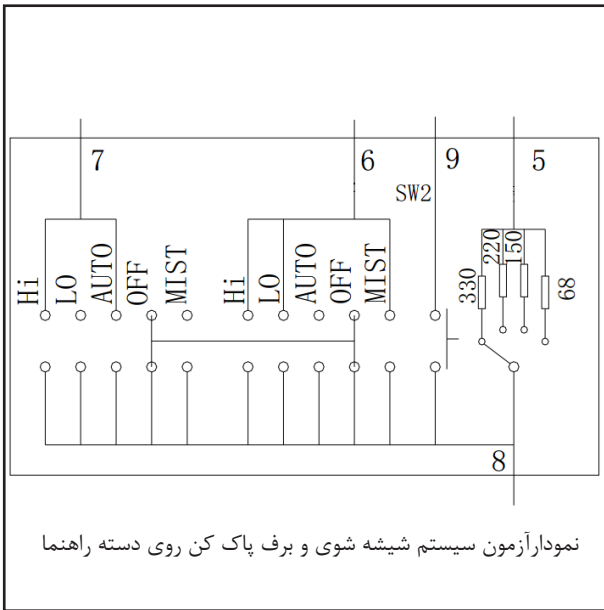 7 6 9 5
SW2
Hi LO AUTO OFF MIST Hi LO AUTO OFF MIST 330 220 150 68
8
نمودارآزمون سیستم شیشه شوی و برف پاک کن روی دسته راهنما